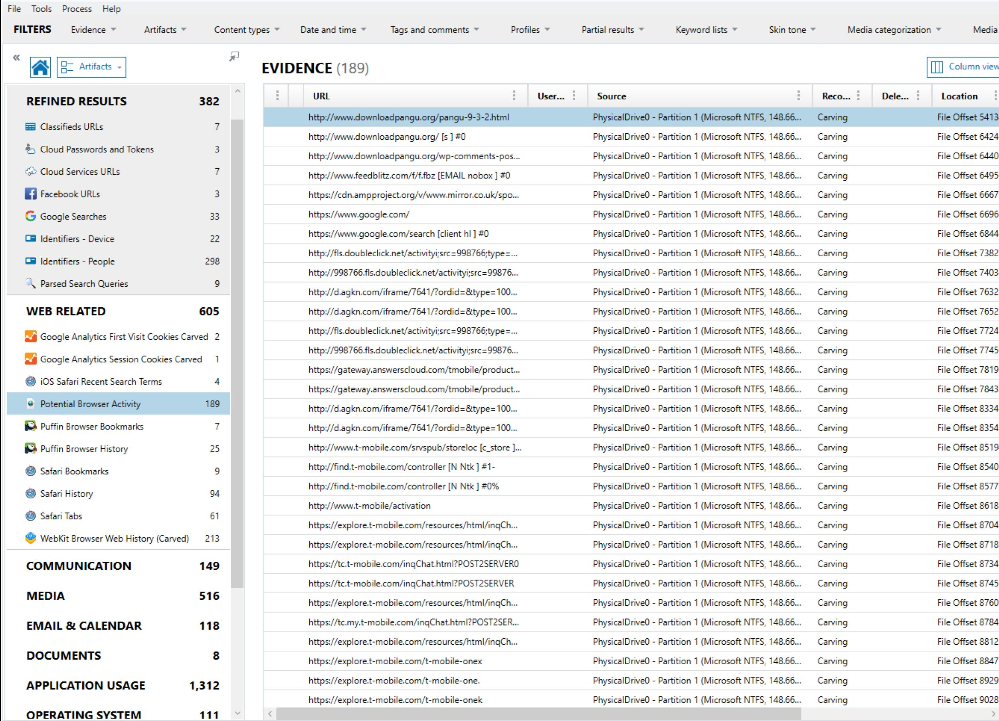 File Tools Process Help
FILTERS Evidence Artifacts Content types Date and time Tags and comments Profiles Partial results Keyword lists Skin tone Media categorization Media
Artifacts
EVIDENCE (189)
Column view
REFINED RESULTS 382
Classifieds URLs 7
Cloud Passwords and Tokens 3
Cloud Services URLs 7
Facebook URLs 3
Google Searches 33
Identifiers - Device 22
Identifiers - People 298
Parsed Search Queries 9
WEB RELATED 605
Google Analytics First Visit Cookies Carved 2
Google Analytics Session Cookies Carved 1
iOS Safari Recent Search Terms 4
Potential Browser Activity 189
Puffin Browser Bookmarks 7
Puffin Browser History 25
Safari Bookmarks 9
Safari History 94
Safari Tabs 61
WebKit Browser Web History (Carved) 213
COMMUNICATION 149
MEDIA 516
EMAIL & CALENDAR 118
DOCUMENTS 8
APPLICATION USAGE 1,312
OPERATING SYSTEM 111
URL User... Source Reco... Dele... Location
http://www.downloadpangu.org/pangu-9-3-2.html PhysicalDrive0 - Partition 1 (Microsoft NTFS, 148.66... Carving File Offset 5413
http://www.downloadpangu.org/ [s ] #0 PhysicalDrive0 - Partition 1 (Microsoft NTFS, 148.66... Carving File Offset 6424
http://www.downloadpangu.org/wp-comments-pos... PhysicalDrive0 - Partition 1 (Microsoft NTFS, 148.66... Carving File Offset 6440
http://www.feedblitz.com/f/f.fbz [EMAIL nobox ] #0 PhysicalDrive0 - Partition 1 (Microsoft NTFS, 148.66... Carving File Offset 6495
https://cdn.ampproject.org/v/www.mirror.co.uk/spo... PhysicalDrive0 - Partition 1 (Microsoft NTFS, 148.66... Carving File Offset 6667
https://www.google.com/ PhysicalDrive0 - Partition 1 (Microsoft NTFS, 148.66... Carving File Offset 6696
https://www.google.com/search [client hl ] #0 PhysicalDrive0 - Partition 1 (Microsoft NTFS, 148.66... Carving File Offset 6844
http://fls.doubleclick.net/activityi;src=998766;type=... PhysicalDrive0 - Partition 1 (Microsoft NTFS, 148.66... Carving File Offset 7382
http://998766.fls.doubleclick.net/activityi;src=99876... PhysicalDrive0 - Partition 1 (Microsoft NTFS, 148.66... Carving File Offset 7403
http://d.agkn.com/iframe/7641/?ordid=&type=100... PhysicalDrive0 - Partition 1 (Microsoft NTFS, 148.66... Carving File Offset 7632
http://d.agkn.com/iframe/7641/?ordid=&type=100... PhysicalDrive0 - Partition 1 (Microsoft NTFS, 148.66... Carving File Offset 7652
http://fls.doubleclick.net/activityi;src=998766;type=... PhysicalDrive0 - Partition 1 (Microsoft NTFS, 148.66... Carving File Offset 7724
http://998766.fls.doubleclick.net/activityi;src=99876... PhysicalDrive0 - Partition 1 (Microsoft NTFS, 148.66... Carving File Offset 7745
https://gateway.answerscloud.com/tmobile/product... PhysicalDrive0 - Partition 1 (Microsoft NTFS, 148.66... Carving File Offset 7819
https://gateway.answerscloud.com/tmobile/product... PhysicalDrive0 - Partition 1 (Microsoft NTFS, 148.66... Carving File Offset 7843
http://d.agkn.com/iframe/7641/?ordid=&type=100... PhysicalDrive0 - Partition 1 (Microsoft NTFS, 148.66... Carving File Offset 8334
http://d.agkn.com/iframe/7641/?ordid=&type=100... PhysicalDrive0 - Partition 1 (Microsoft NTFS, 148.66... Carving File Offset 8354
http://www.t-mobile.com/srvspub/storeloc [c_store ]... PhysicalDrive0 - Partition 1 (Microsoft NTFS, 148.66... Carving File Offset 8519
http://find.t-mobile.com/controller [N Ntk ] #1- PhysicalDrive0 - Partition 1 (Microsoft NTFS, 148.66... Carving File Offset 8540
http://find.t-mobile.com/controller [N Ntk ] #0% PhysicalDrive0 - Partition 1 (Microsoft NTFS, 148.66... Carving File Offset 8577
http://www.t-mobile/activation PhysicalDrive0 - Partition 1 (Microsoft NTFS, 148.66... Carving File Offset 8618
https://explore.t-mobile.com/resources/html/inqCh... PhysicalDrive0 - Partition 1 (Microsoft NTFS, 148.66... Carving File Offset 8704
https://explore.t-mobile.com/resources/html/inqCh... PhysicalDrive0 - Partition 1 (Microsoft NTFS, 148.66... Carving File Offset 8718
https://tc.t-mobile.com/inqChat.html?POST2SERVER0 PhysicalDrive0 - Partition 1 (Microsoft NTFS, 148.66... Carving File Offset 8734
https://tc.t-mobile.com/inqChat.html?POST2SERVER PhysicalDrive0 - Partition 1 (Microsoft NTFS, 148.66... Carving File Offset 8745
https://explore.t-mobile.com/resources/html/inqCh... PhysicalDrive0 - Partition 1 (Microsoft NTFS, 148.66... Carving File Offset 8760
https://tc.my.t-mobile.com/inqChat.html?POST2SER... PhysicalDrive0 - Partition 1 (Microsoft NTFS, 148.66... Carving File Offset 8784
https://explore.t-mobile.com/resources/html/inqCh... PhysicalDrive0 - Partition 1 (Microsoft NTFS, 148.66... Carving File Offset 8812
https://explore.t-mobile.com/t-mobile-onex PhysicalDrive0 - Partition 1 (Microsoft NTFS, 148.66... Carving File Offset 8847
https://explore.t-mobile.com/t-mobile-one. PhysicalDrive0 - Partition 1 (Microsoft NTFS, 148.66... Carving File Offset 8929
https://explore.t-mobile.com/t-mobile-onek PhysicalDrive0 - Partition 1 (Microsoft NTFS, 148.66... Carving File Offset 9028